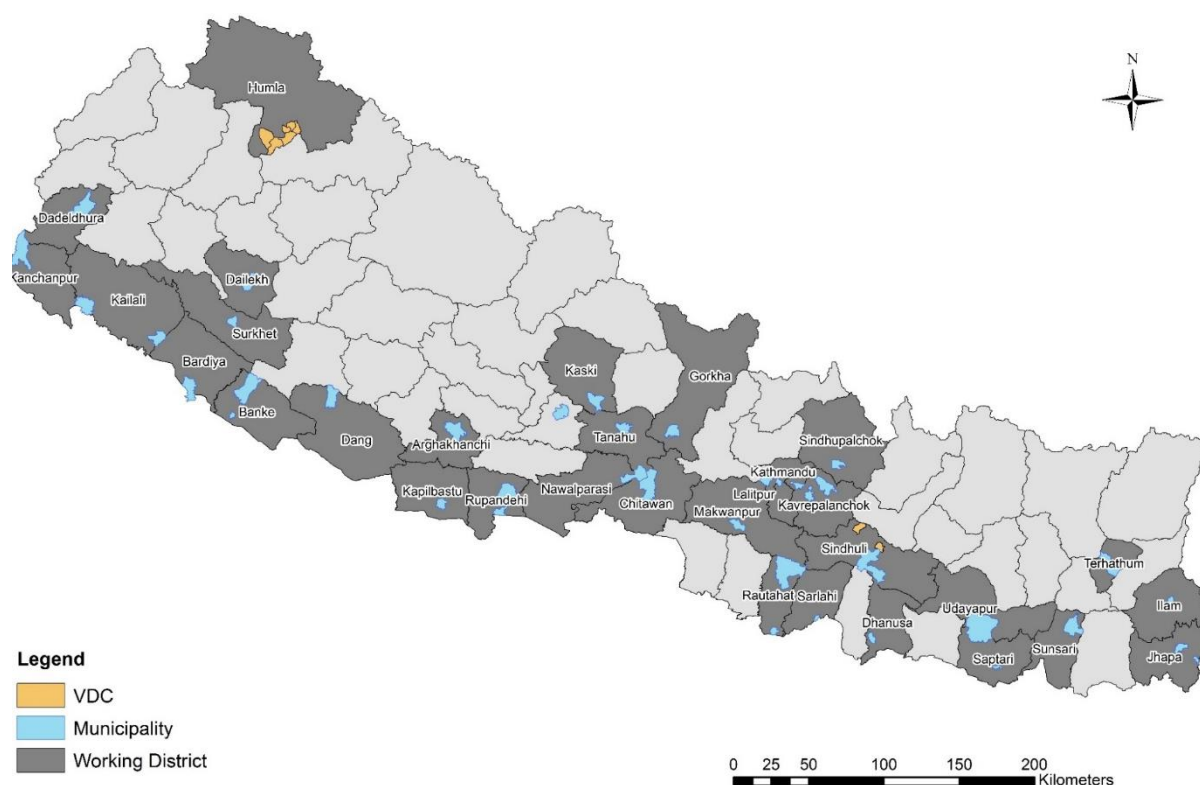 N
Humla
Dadeldhura
Kanchanpur
Dailekh
Kailali
Surkhet
Bardiya
Kaski
Gorkha
Banke
Dang
Arghakhanchi
Tanahu
Sindhupalchok
Kapilbastu
Rupandehi
Nawalparasi
Chitawan
Kathmandu
Lalitpur
Kavrepalanchok
Makwanpur
Sindhuli
Terhathum
Rautahat
Sarlahi
Udayapur
Ilam
Dhanusa
Saptari
Sunsari
Jhapa
Legend
VDC
Municipality
Working District
0 25 50 100 150 200
Kilometers